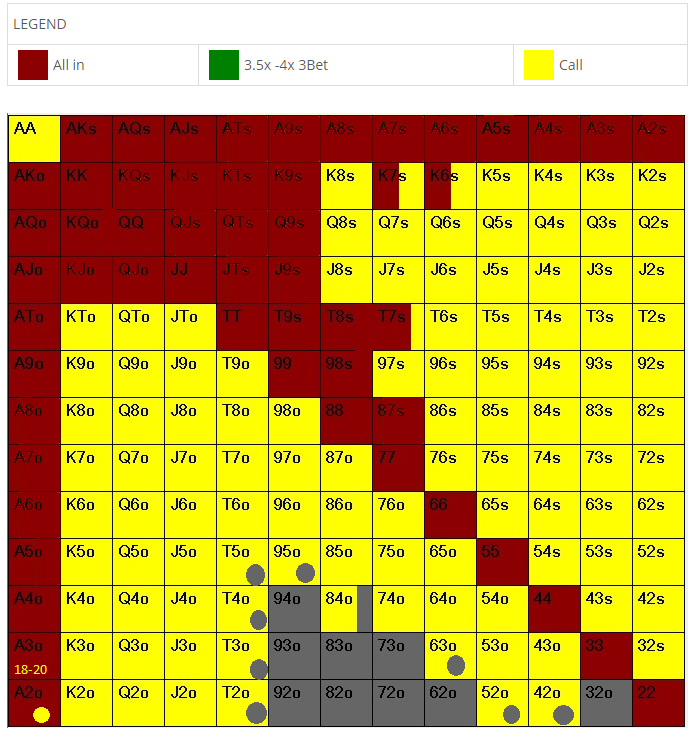 LEGEND
All in 3.5x -4x 3Bet Call
AA AKs AQs AJs ATs A9s A8s A7s A6s A5s A4s A3s A2s
AKo KK KQs KJs KTs K9s K8s K7s K6s K5s K4s K3s K2s
AQo KQo QQ QJs QTs Q9s Q8s Q7s Q6s Q5s Q4s Q3s Q2s
AJo KJo QJo JJ JTs J9s J8s J7s J6s J5s J4s J3s J2s
ATo KTo QTo JTo TT T9s T8s T7s T6s T5s T4s T3s T2s
A9o K9o Q9o J9o T9o 99 98s 97s 96s 95s 94s 93s 92s
A8o K8o Q8o J8o T8o 98o 88 87s 86s 85s 84s 83s 82s
A7o K7o Q7o J7o T7o 97o 87o 77 76s 75s 74s 73s 72s
A6o K6o Q6o J6o T6o 96o 86o 76o 66 65s 64s 63s 62s
A5o K5o Q5o J5o T5o 95o 85o 75o 65o 55 54s 53s 52s
A4o K4o Q4o J4o T4o 94o 84o 74o 64o 54o 44 43s 42s
A3o K3o Q3o J3o T3o 93o 83o 73o 63o 53o 43o 33 32s
18-20
A2o K2o Q2o J2o T2o 92o 82o 72o 62o 52o 42o 32o 22